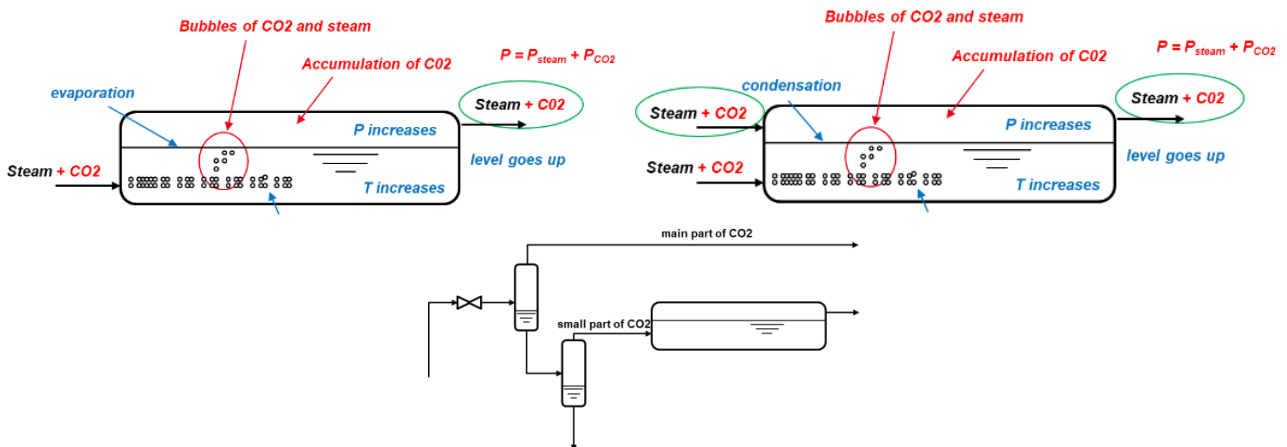 Bubbles of CO2 and steam
P = Psteam + PCO2
Accumulation of C02
evaporation
Steam + C02
P increases
level goes up
Steam + CO2
T increases
Bubbles of CO2 and steam
P = Psteam + PCO2
Accumulation of C02
condensation
Steam + C02
Steam + CO2
P increases
level goes up
Steam + CO2
T increases
main part of CO2
small part of CO2